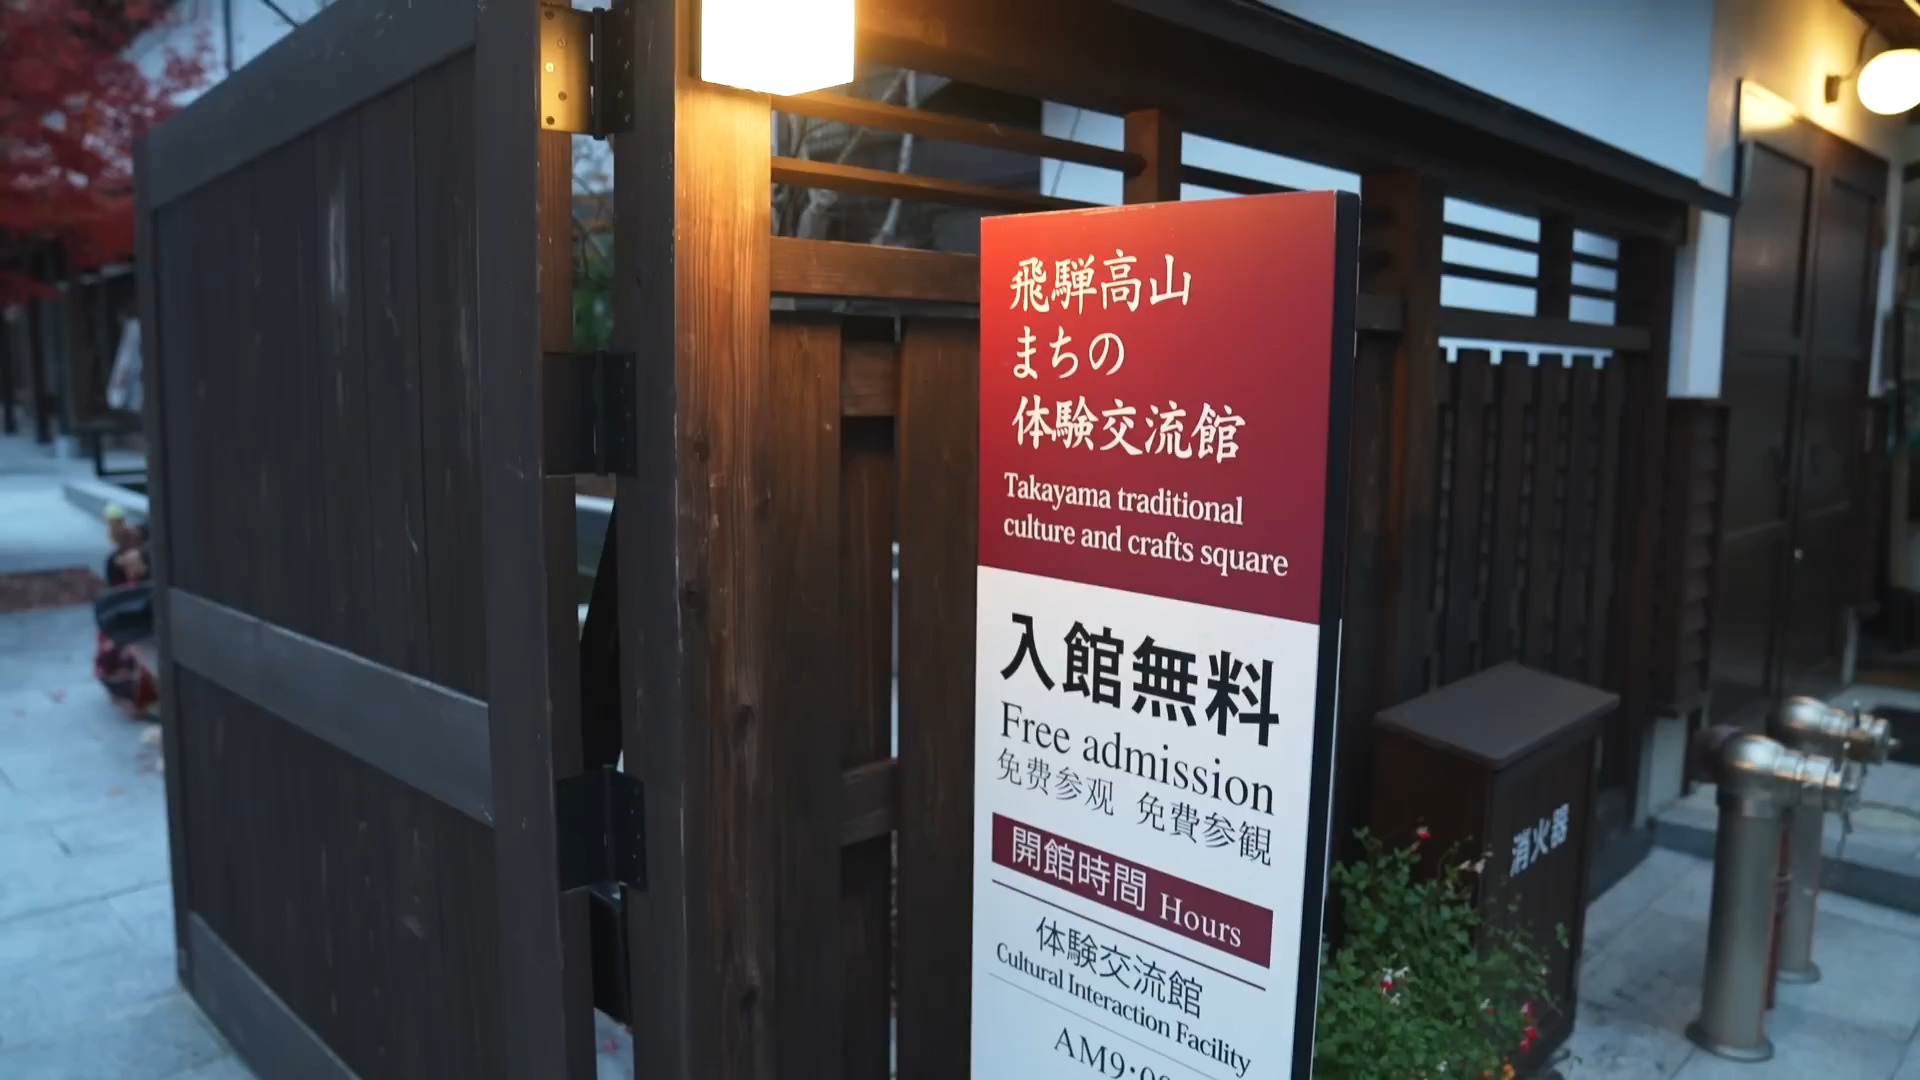 飛騨高山
まちの
体験交流館
Takayama traditional
culture and crafts square
入館無料
Free admission
免费参观 免費参観
開館時間 Hours
体験交流館
Cultural Interaction Facility
AM9:0
消火器